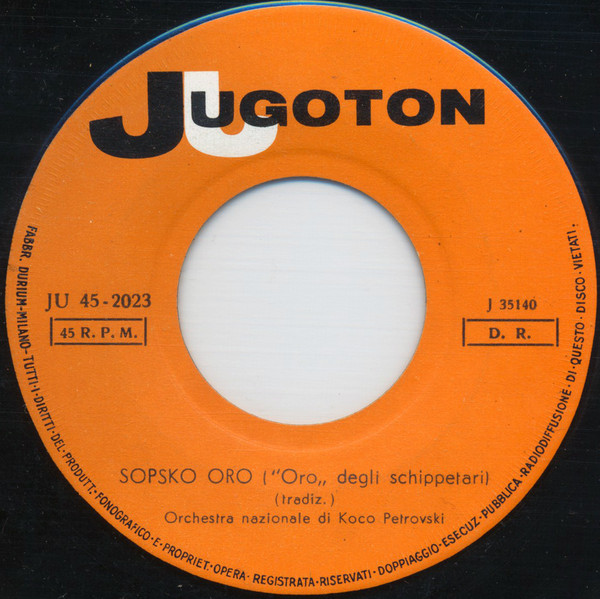 JUGOTON
JU 45-2023
45 R. P. M.
J 35140
D. R.
SOPSKO ORO (“Oro„ degli schippetari)
(tradiz.)
Orchestra nazionale di Koco Petrovski
FABBR. DURIUM-MILANO-TUTTI·I·DIRITTI·DEL·PRODUTT·FONOGRAFICO·E·PROPRIET·OPERA·REGISTRATA·RISERVATI·DOPPIAGGIO·ESECUZ·PUBBLICA·RADIODIFFUSIONE·DI·QUESTO·DISCO·VIETATI·